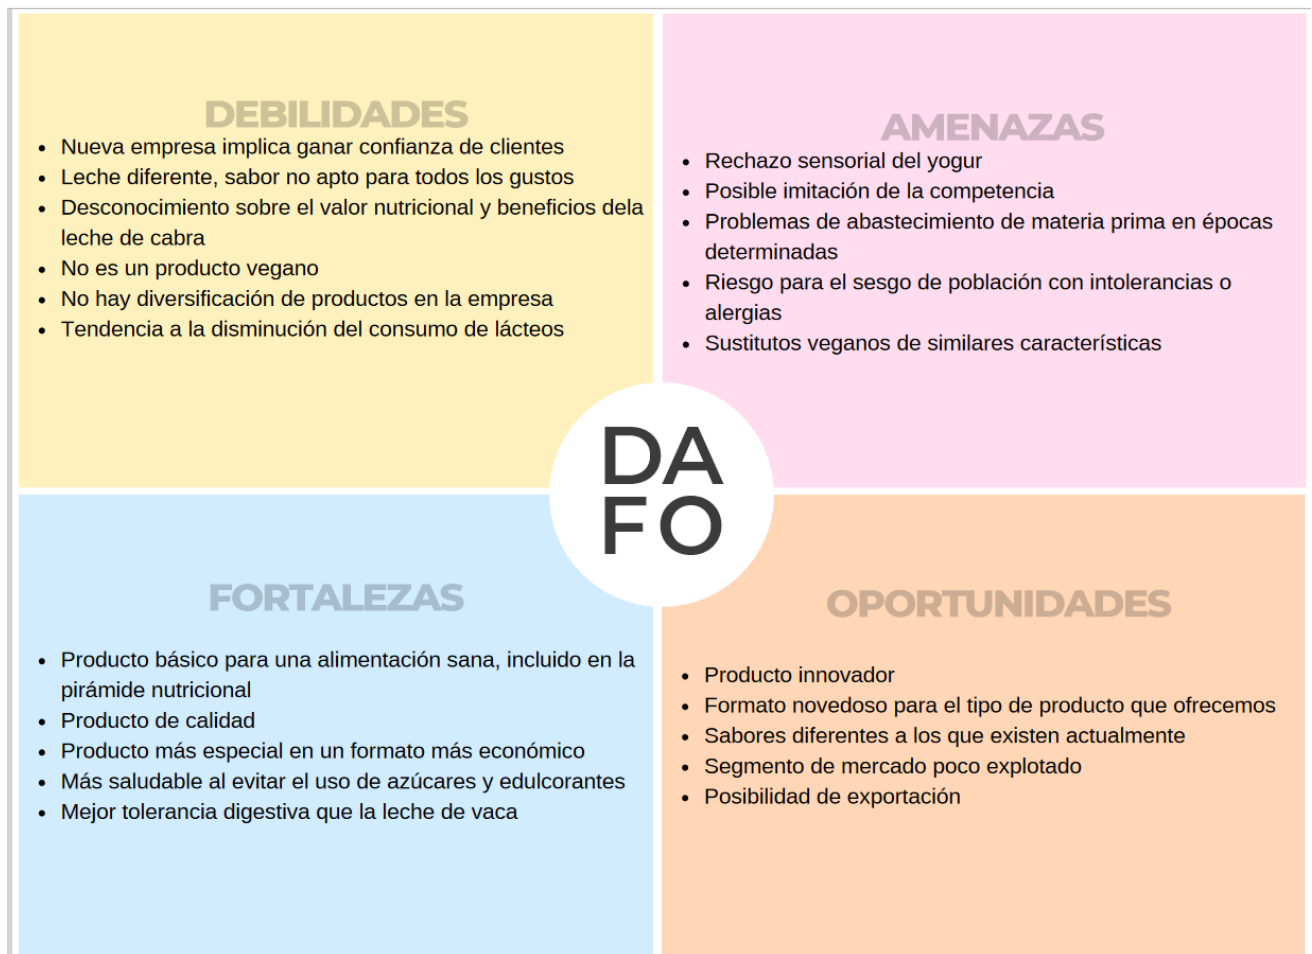 DEBILIDADES
• Nueva empresa implica ganar confianza de clientes
• Leche diferente, sabor no apto para todos los gustos
• Desconocimiento sobre el valor nutricional y beneficios dela
leche de cabra
• No es un producto vegano
• No hay diversificación de productos en la empresa
• Tendencia a la disminución del consumo de lácteos
AMENAZAS
• Rechazo sensorial del yogur
• Posible imitación de la competencia
• Problemas de abastecimiento de materia prima en épocas
determinadas
• Riesgo para el sesgo de población con intolerancias o
alergias
• Sustitutos veganos de similares características
DA
FO
FORTALEZAS
• Producto básico para una alimentación sana, incluido en la
pirámide nutricional
• Producto de calidad
• Producto más especial en un formato más económico
• Más saludable al evitar el uso de azúcares y edulcorantes
• Mejor tolerancia digestiva que la leche de vaca
OPORTUNIDADES
• Producto innovador
• Formato novedoso para el tipo de producto que ofrecemos
• Sabores diferentes a los que existen actualmente
• Segmento de mercado poco explotado
• Posibilidad de exportación